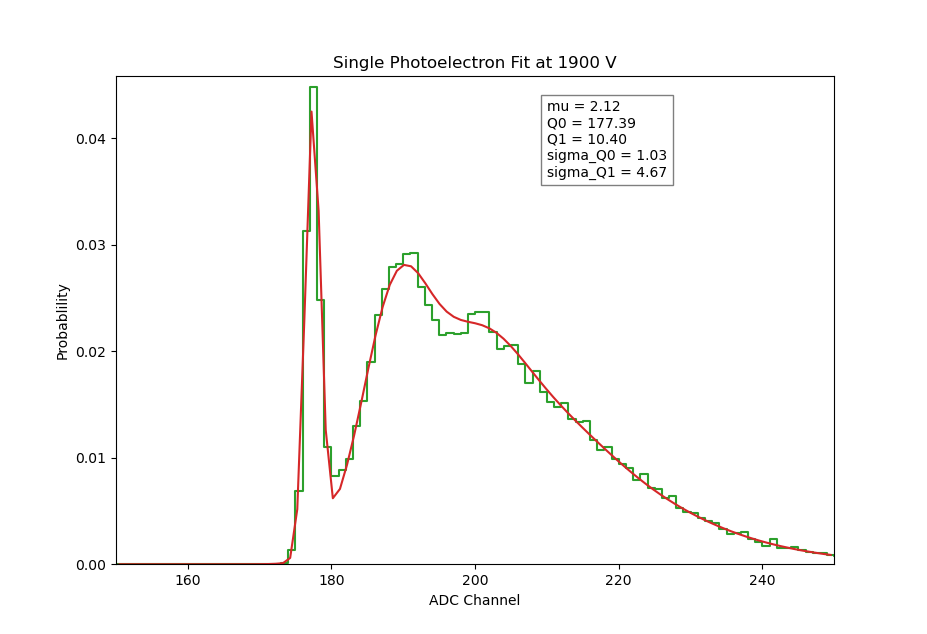 Single Photoelectron Fit at 1900 V
mu = 2.12
Q0 = 177.39
Q1 = 10.40
sigma_Q0 = 1.03
sigma_Q1 = 4.67
0.04
0.03
0.02
0.01
0.00
Probablility
160 180 200 220 240
ADC Channel